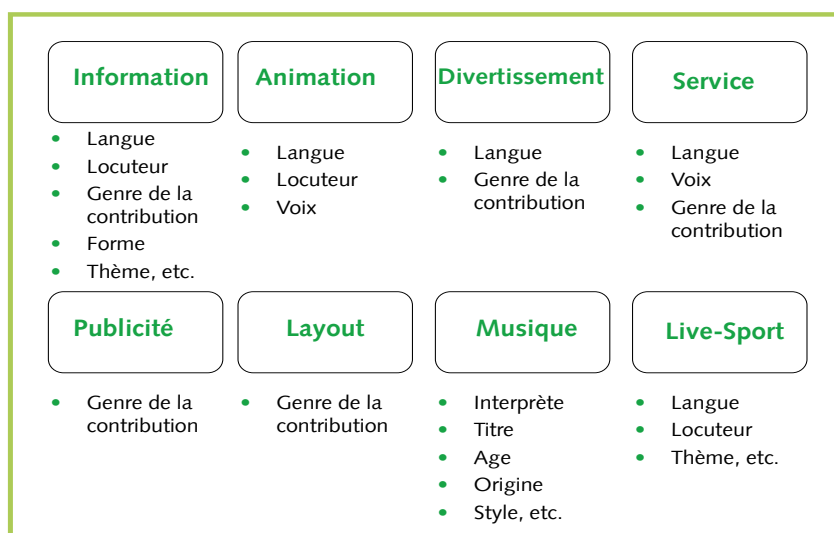 Information
Langue
Locuteur
Genre de la
contribution
Forme
Thème, etc.
Animation
Langue
Locuteur
Voix
Divertissement
Langue
Genre de la
contribution
Service
Langue
Voix
Genre de la
contribution
Publicité
Genre de la
contribution
Layout
Genre de la
contribution
Musique
Interprète
Titre
Age
Origine
Style, etc.
Live-Sport
Langue
Locuteur
Thème, etc.